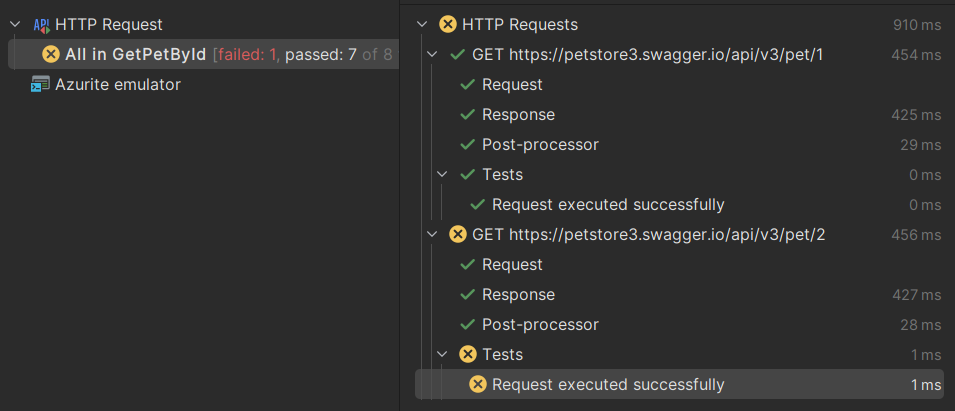 API HTTP Request
All in GetPetById [failed: 1, passed: 7 of 8
Azurite emulator
HTTP Requests 910 ms
GET https://petstore3.swagger.io/api/v3/pet/1 454 ms
Request
Response 425 ms
Post-processor 29 ms
Tests 0 ms
Request executed successfully 0 ms
GET https://petstore3.swagger.io/api/v3/pet/2 456 ms
Request
Response 427 ms
Post-processor 28 ms
Tests 1 ms
Request executed successfully 1 ms